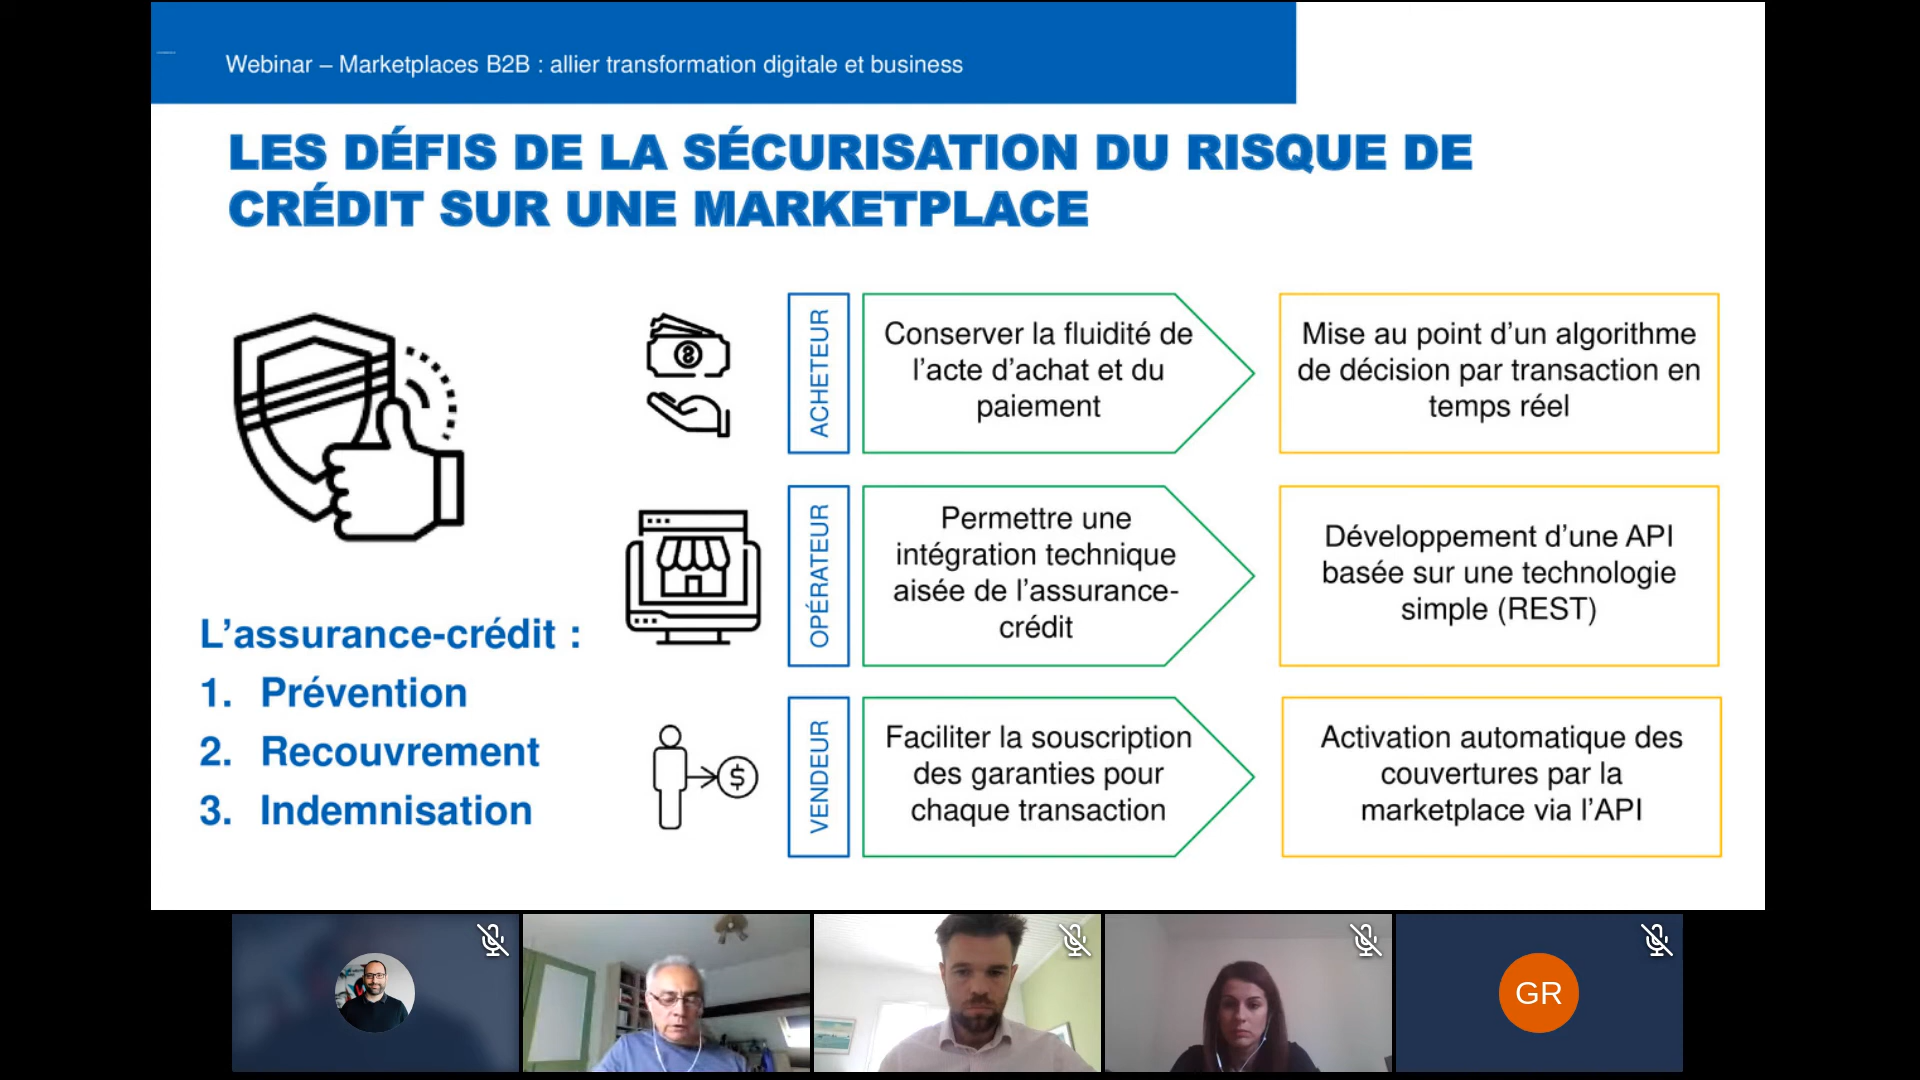 Webinar – Marketplaces B2B : allier transformation digitale et business
LES DÉFIS DE LA SÉCURISATION DU RISQUE DE
CRÉDIT SUR UNE MARKETPLACE
L’assurance-crédit :
1. Prévention
2. Recouvrement
3. Indemnisation
ACHETEUR
Conserver la fluidité de
l’acte d’achat et du
paiement
Mise au point d’un algorithme
de décision par transaction en
temps réel
OPÉRATEUR
Permettre une
intégration technique
aisée de l’assurance-
crédit
Développement d’une API
basée sur une technologie
simple (REST)
VENDEUR
Faciliter la souscription
des garanties pour
chaque transaction
Activation automatique des
couvertures par la
marketplace via l’API
GR